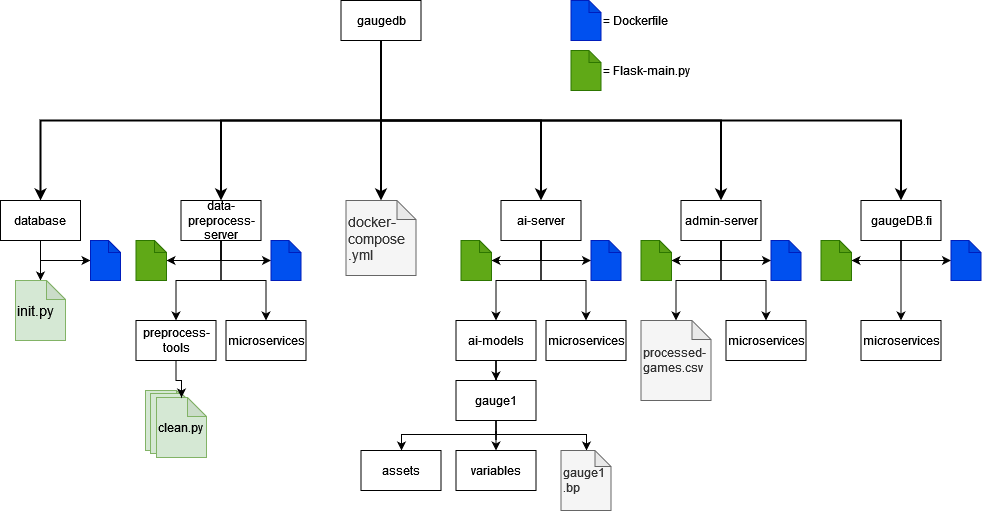 gaugedb
= Dockerfile
= Flask-main.py
database
data-
preprocess-
server
docker-
compose
.yml
ai-server
admin-server
gaugeDB.fi
init.py
preprocess-
tools
microservices
ai-models
microservices
processed-
games.csv
microservices
microservices
clean.py
gauge1
assets
variables
gauge1
.bp